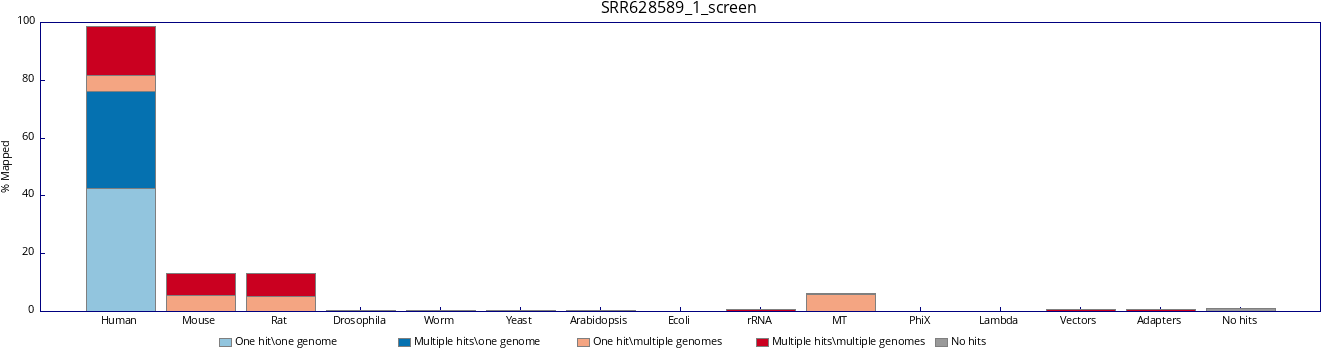 SRR628589_1_screen
% Mapped
100
80
60
40
20
0
Human Mouse Rat Drosophila Worm Yeast Arabidopsis Ecoli rRNA MT PhiX Lambda Vectors Adapters No hits
One hit\one genome Multiple hits\one genome One hit\multiple genomes Multiple hits\multiple genomes No hits